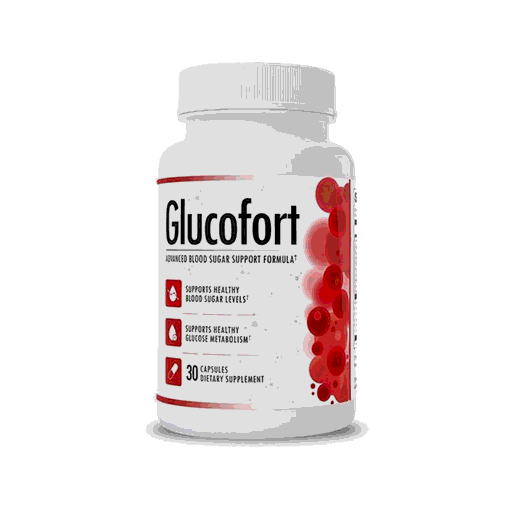 Glucofort
ADVANCED BLOOD SUGAR SUPPORT FORMULA†
SUPPORTS HEALTHY
BLOOD SUGAR LEVELS†
SUPPORTS HEALTHY
GLUCOSE METABOLISM†
30 CAPSULES
DIETARY SUPPLEMENT